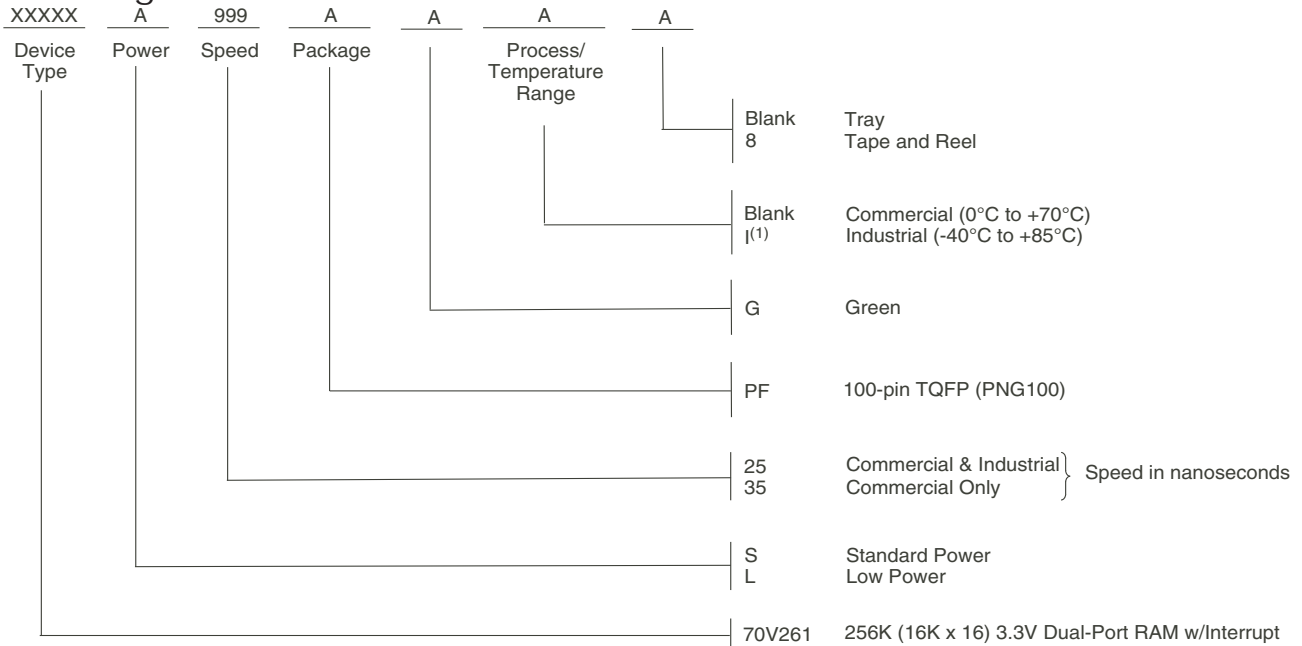 XXXXX A 999 A A A A
Device Type Power Speed Package Process/ Temperature Range
Blank Tray
8 Tape and Reel
Blank Commercial (0°C to +70°C)
I(1) Industrial (-40°C to +85°C)
G Green
PF 100-pin TQFP (PNG100)
25 Commercial & Industrial
35 Commercial Only
Speed in nanoseconds
S Standard Power
L Low Power
70V261 256K (16K x 16) 3.3V Dual-Port RAM w/Interrupt